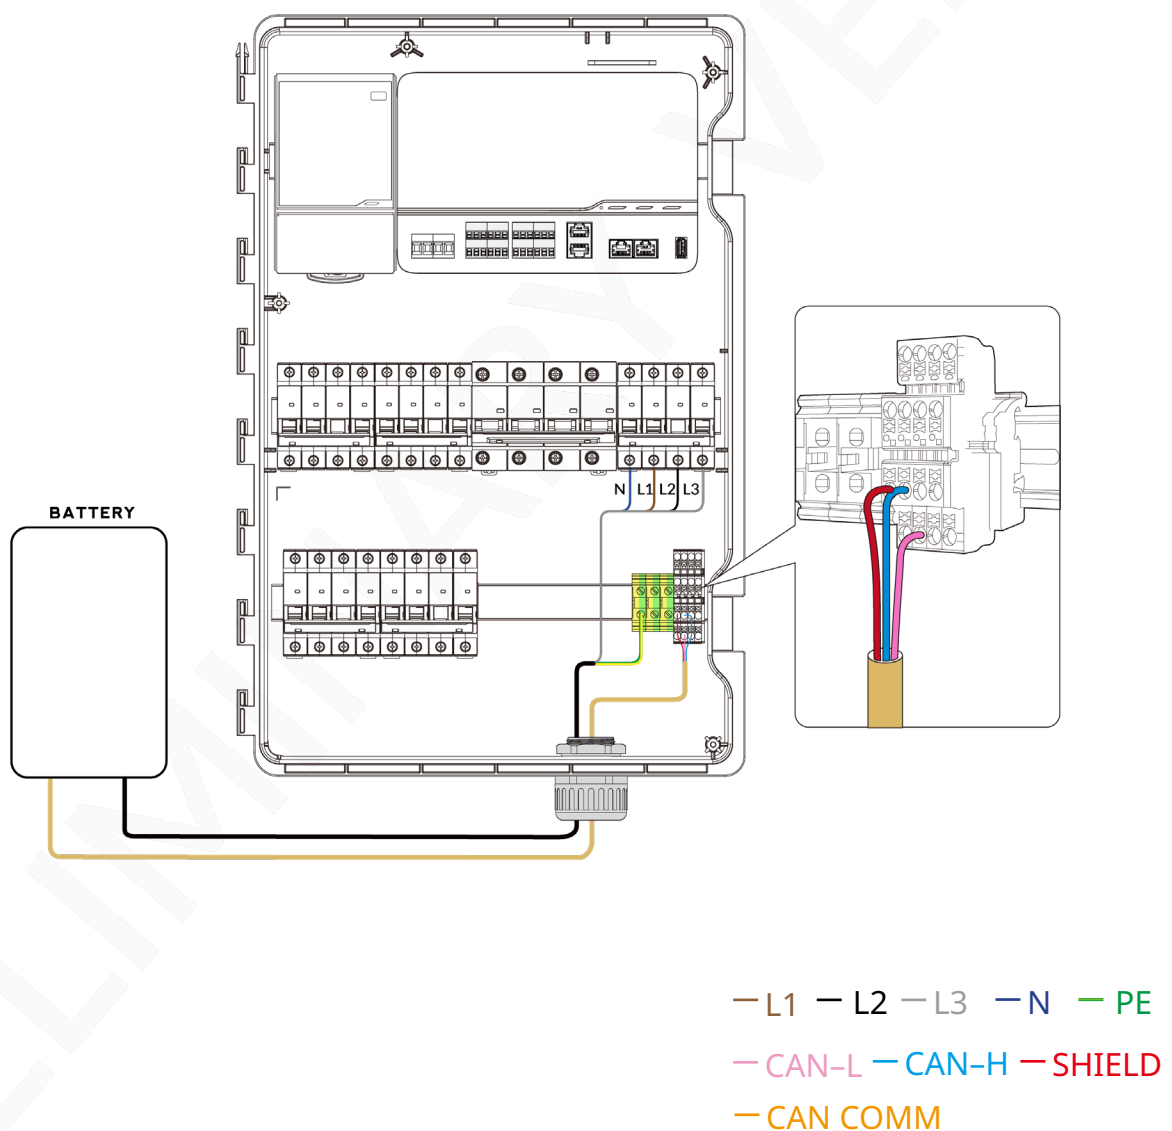 N L1 L2 L3
BATTERY
L1 L2 L3 N PE
CAN–L CAN–H SHIELD
CAN COMM